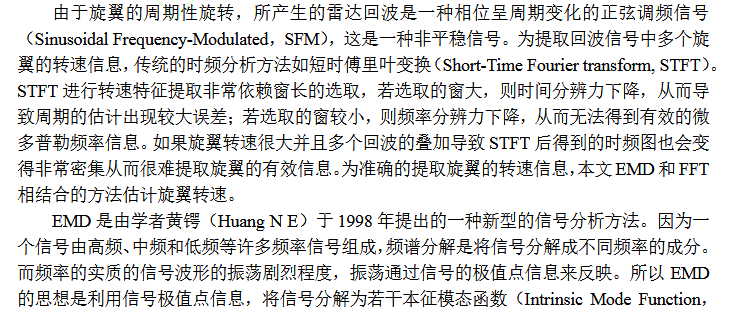 由于旋翼的周期性旋转，所产生的雷达回波是一种相位呈周期变化的正弦调频信号
（Sinusoidal Frequency-Modulated，SFM），这是一种非平稳信号。为提取回波信号中多个旋
翼的转速信息，传统的时频分析方法如短时傅里叶变换（Short-Time Fourier transform, STFT）。
STFT 进行转速特征提取非常依赖窗长的选取，若选取的窗大，则时间分辨力下降，从而导
致周期的估计出现较大误差；若选取的窗较小，则频率分辨力下降，从而无法得到有效的微
多普勒频率信息。如果旋翼转速很大并且多个回波的叠加导致 STFT 后得到的时频图也会变
得非常密集从而很难提取旋翼的有效信息。为准确的提取旋翼的转速信息，本文 EMD 和 FFT
相结合的方法估计旋翼转速。
EMD 是由学者黄锷（Huang N E）于 1998 年提出的一种新型的信号分析方法。因为一
个信号由高频、中频和低频等许多频率信号组成，频谱分解是将信号分解成不同频率的成分。
而频率的实质的信号波形的振荡剧烈程度，振荡通过信号的极值点信息来反映。所以 EMD
的思想是利用信号极值点信息，将信号分解为若干本征模态函数（Intrinsic Mode Function，